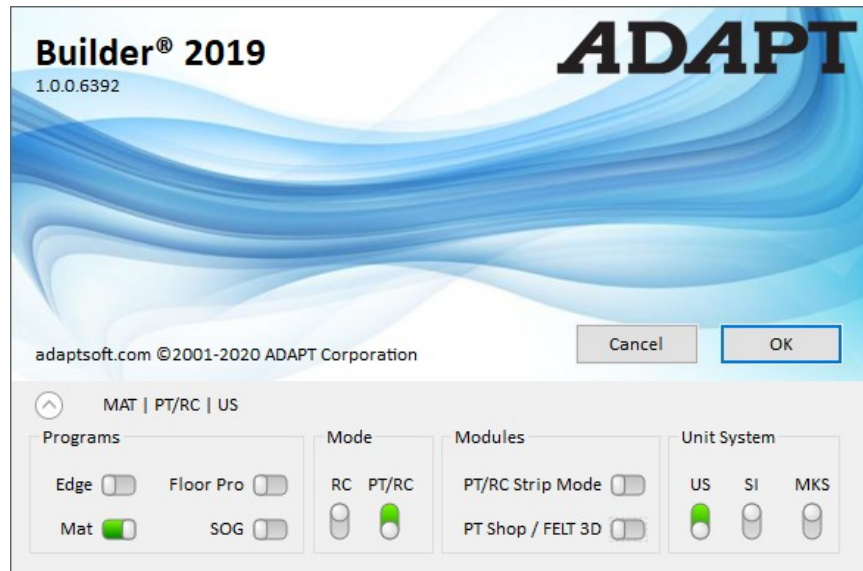 Builder® 2019
ADAPT
1.0.0.6392
adaptsoft.com ©2001-2020 ADAPT Corporation
Cancel
OK
MAT | PT/RC | US
Programs
Edge
Floor Pro
Mat
SOG
Mode
RC
PT/RC
Modules
PT/RC Strip Mode
PT Shop / FELT 3D
Unit System
US
SI
MKS